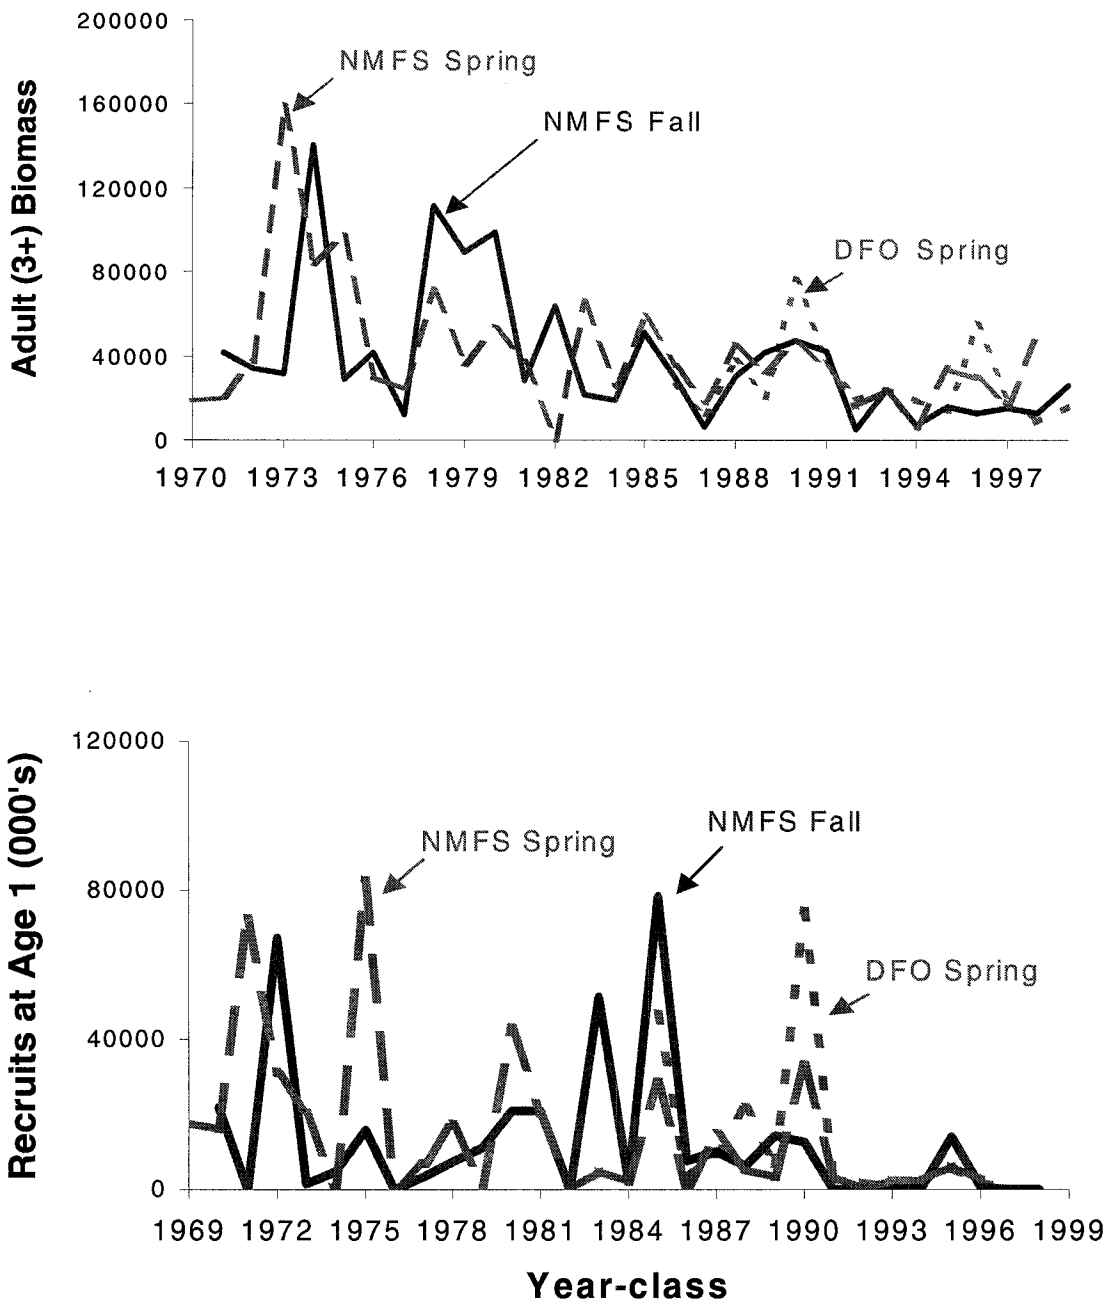 200000
NMFS Spring
160000
NMFS Fall
120000
DFO Spring
80000
40000
0
Adult (3+) Biomass
1970 1973 1976 1979 1982 1985 1988 1991 1994 1997
120000
NMFS Fall
NMFS Spring
80000
DFO Spring
40000
0
Recruits at Age 1 (000's)
1969 1972 1975 1978 1981 1984 1987 1990 1993 1996 1999
Year-class